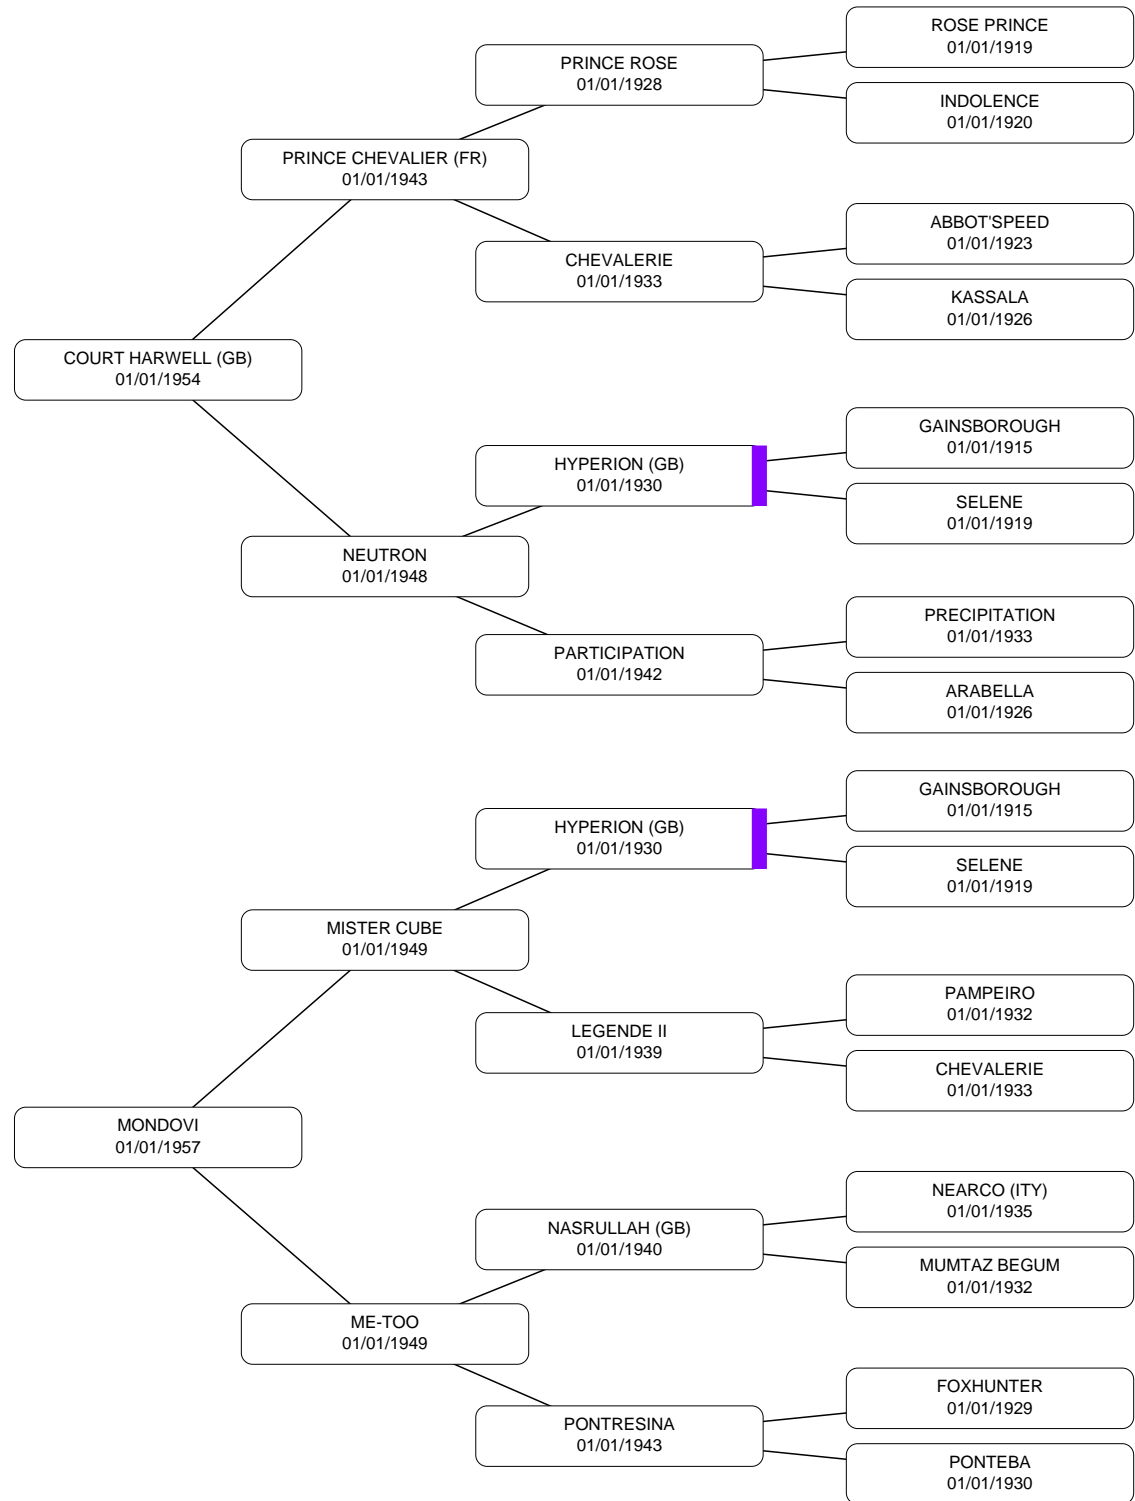 ROSE PRINCE
01/01/1919
PRINCE ROSE
01/01/1928
INDOLENCE
01/01/1920
PRINCE CHEVALIER (FR)
01/01/1943
ABBOT'SPEED
01/01/1923
CHEVALERIE
01/01/1933
KASSALA
01/01/1926
COURT HARWELL (GB)
01/01/1954
GAINSBOROUGH
01/01/1915
HYPERION (GB)
01/01/1930
SELENE
01/01/1919
NEUTRON
01/01/1948
PRECIPITATION
01/01/1933
PARTICIPATION
01/01/1942
ARABELLA
01/01/1926
GAINSBOROUGH
01/01/1915
HYPERION (GB)
01/01/1930
SELENE
01/01/1919
MISTER CUBE
01/01/1949
PAMPEIRO
01/01/1932
LEGENDE II
01/01/1939
CHEVALERIE
01/01/1933
MONDOVI
01/01/1957
NEARCO (ITY)
01/01/1935
NASRULLAH (GB)
01/01/1940
MUMTAZ BEGUM
01/01/1932
ME-TOO
01/01/1949
FOXHUNTER
01/01/1929
PONTRESINA
01/01/1943
PONTEBA
01/01/1930